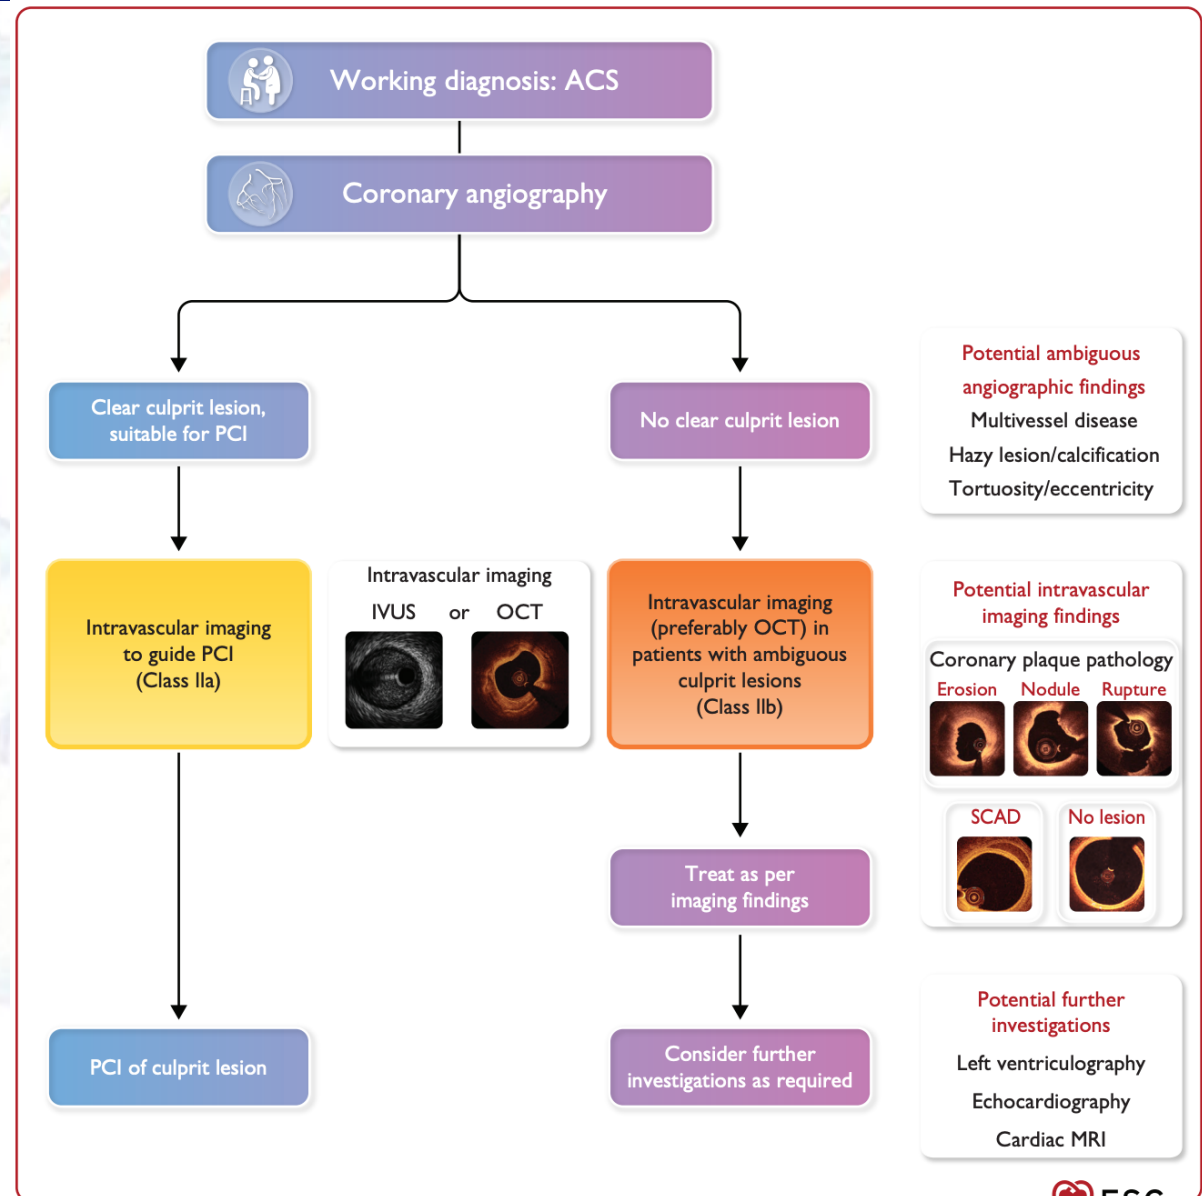 Working diagnosis: ACS
Coronary angiography
Clear culprit lesion,
suitable for PCI
No clear culprit lesion
Potential ambiguous
angiographic findings
Multivessel disease
Hazy lesion/calcification
Tortuosity/eccentricity
Intravascular imaging
to guide PCI
(Class IIa)
Intravascular imaging
IVUS or OCT
Intravascular imaging
(preferably OCT) in
patients with ambiguous
culprit lesions
(Class IIb)
Potential intravascular
imaging findings
Coronary plaque pathology
Erosion Nodule Rupture
SCAD No lesion
Treat as per
imaging findings
PCI of culprit lesion
Consider further
investigations as required
Potential further
investigations
Left ventriculography
Echocardiography
Cardiac MRI
ESC